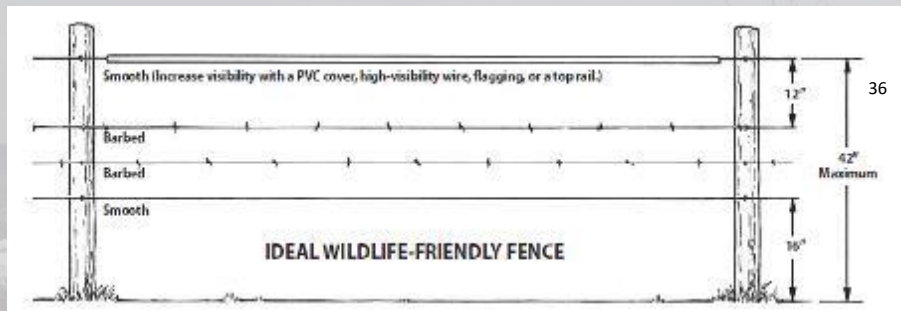 Smooth (Increase visibility with a PVC cover, high-visibility wire, flagging, or a top rail.)
12"
36
Barbed
Barbed
42"
Maximum
Smooth
16"
IDEAL WILDLIFE-FRIENDLY FENCE